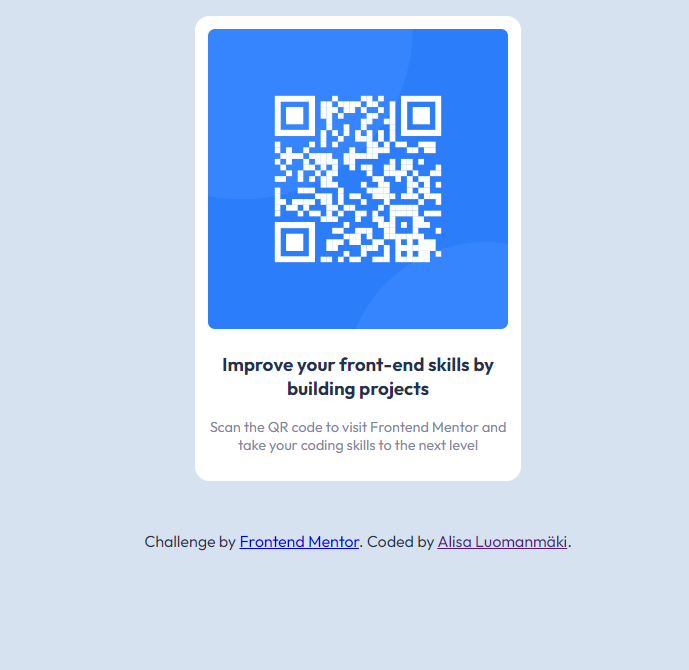 Improve your front-end skills by
building projects
Scan the QR code to visit Frontend Mentor and
take your coding skills to the next level
Challenge by Frontend Mentor. Coded by Alisa Luomanmäki.